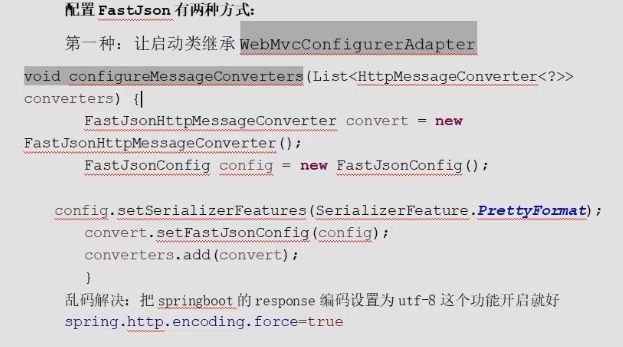 配置 FastJson 有两种方式:
第一种：让启动类继承 WebMvcConfigurerAdapter
void configureMessageConverters(List<HttpMessageConverter<?>>
converters) {
FastJsonHttpMessageConverter convert = new
FastJsonHttpMessageConverter();
FastJsonConfig config = new FastJsonConfig();
config.setSerializerFeatures(SerializerFeature.PrettyFormat);
convert.setFastJsonConfig(config);
converters.add(convert);
}
乱码解决：把 springboot 的 response 编码设置为 utf-8 这个功能开启就好
spring.http.encoding.force=true